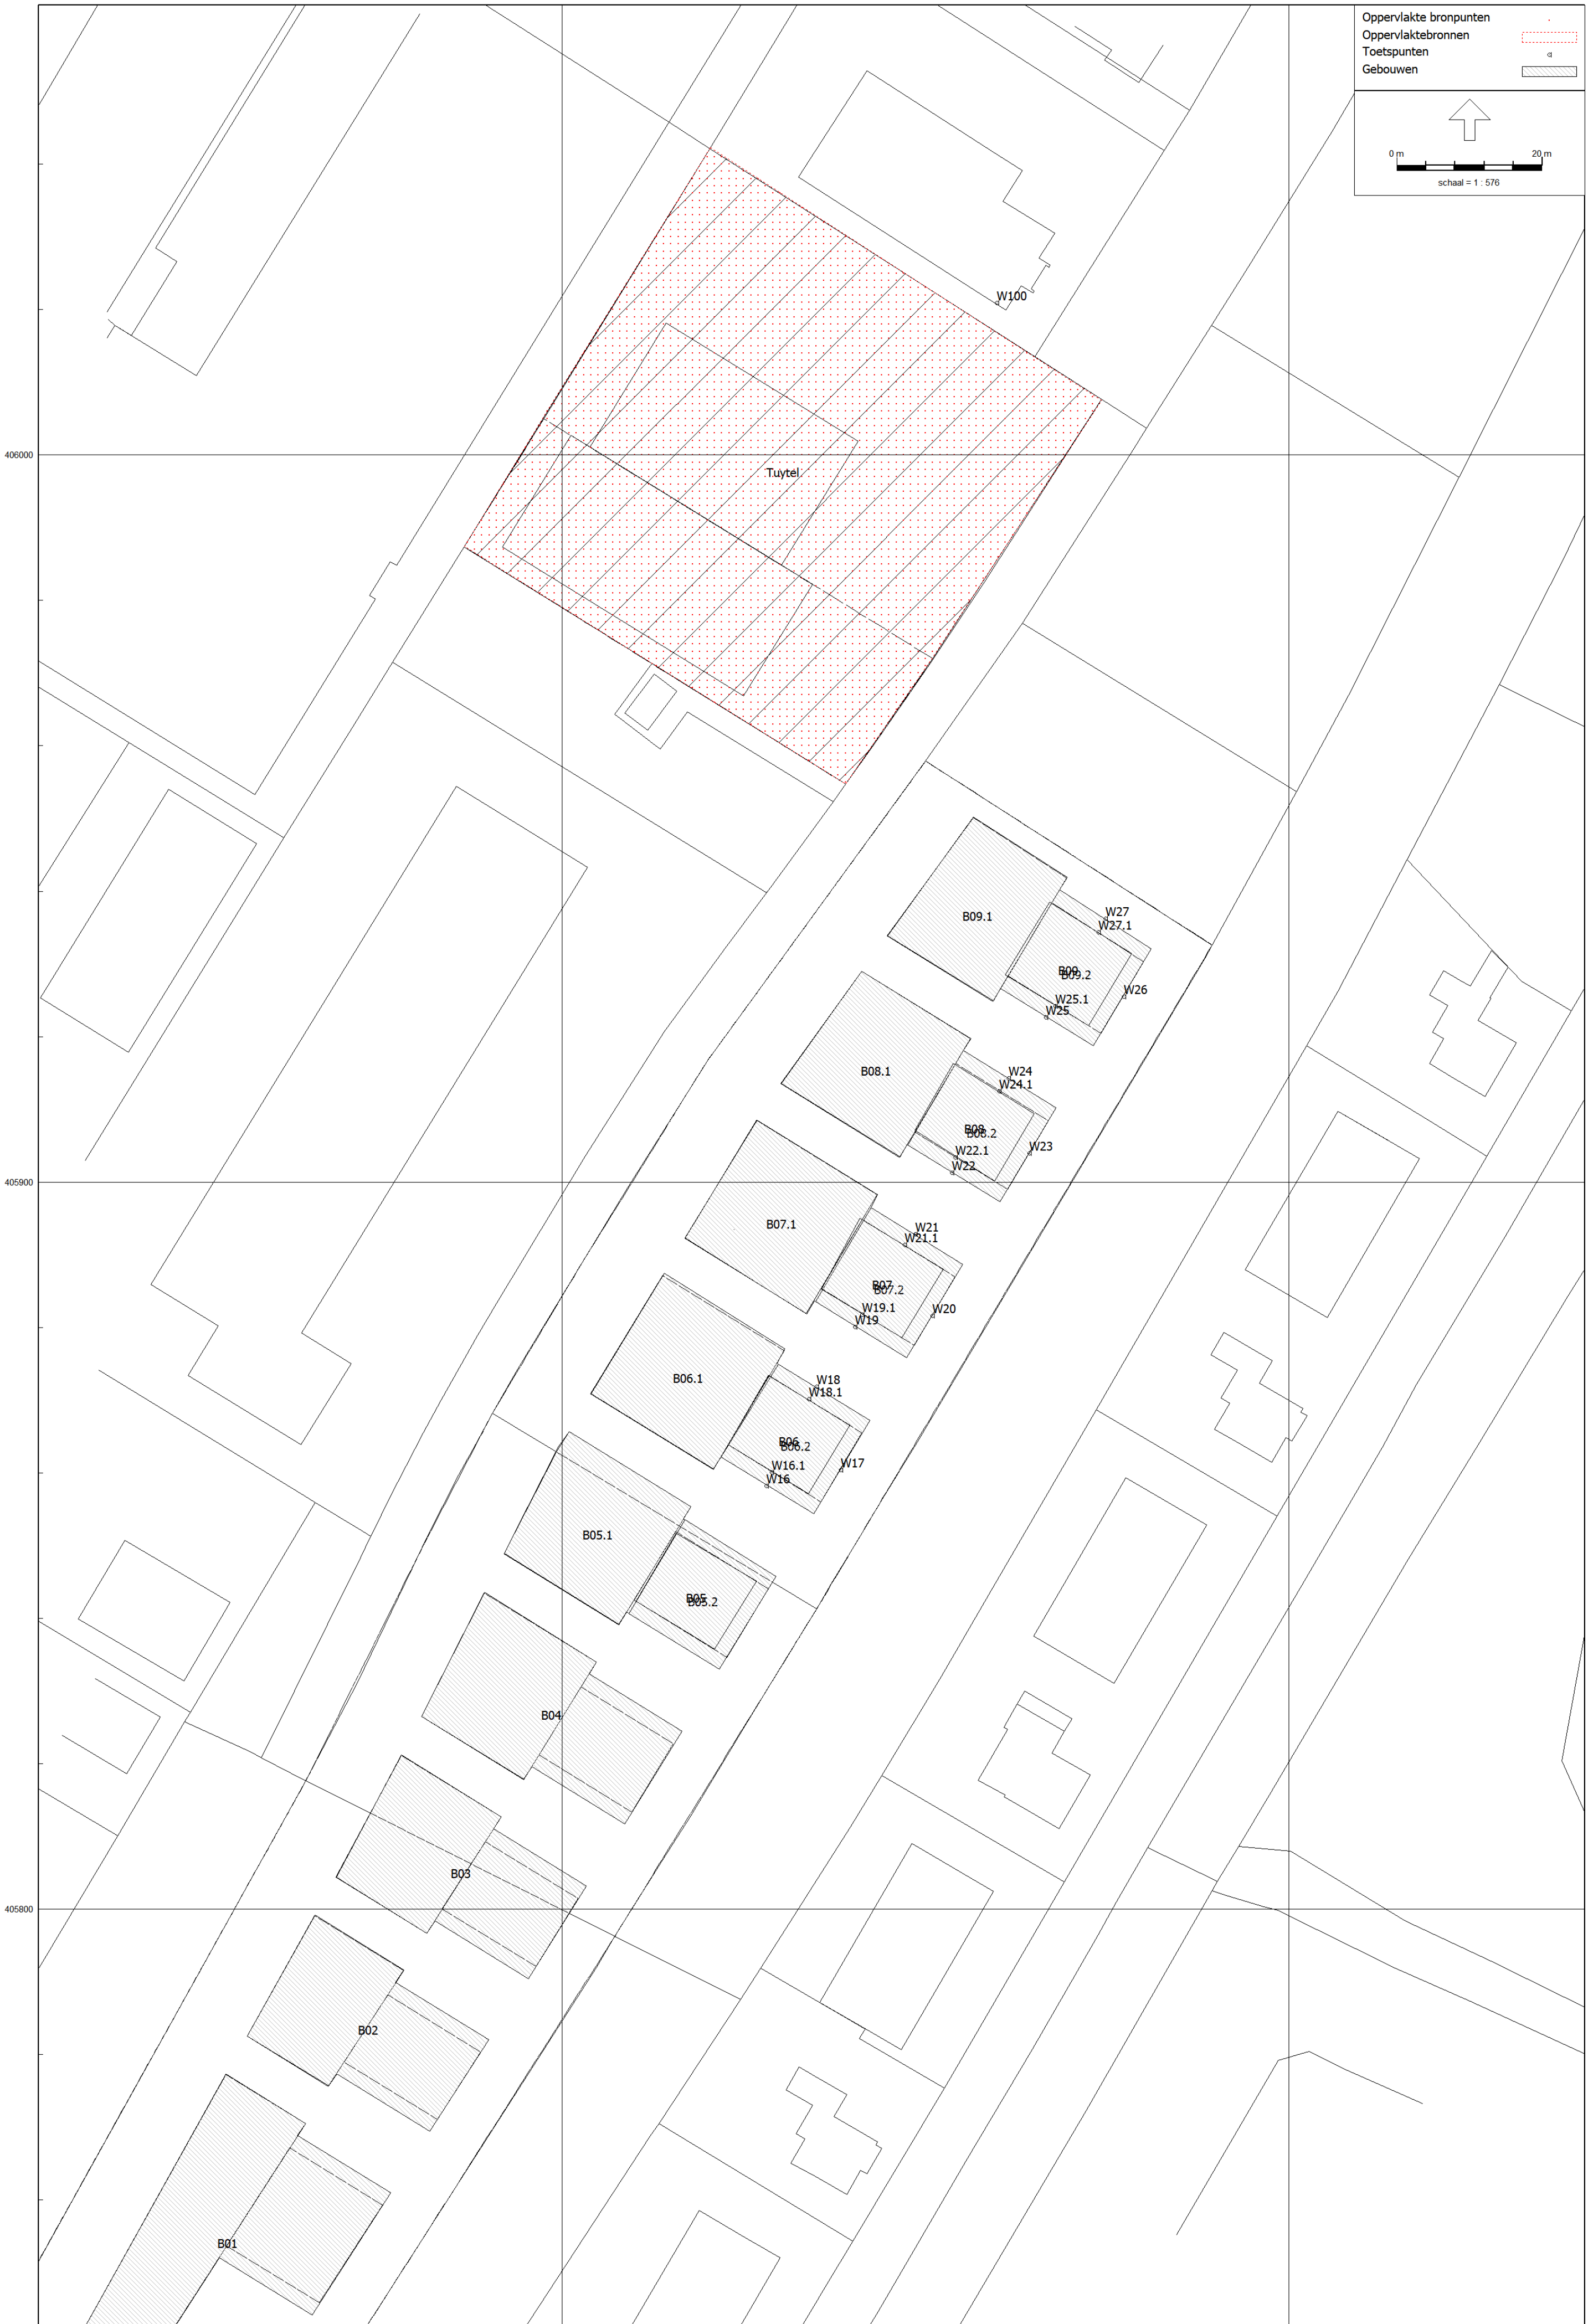 Oppervlakte bronpunten
Oppervlaktebronnen
Toetspunten
Gebouwen
0 m 20 m
schaal = 1 : 576
W100
406000
Tuytel
W27
W27.1
B09.1
B09
B09.2
W26
W25.1
W25
W24
W24.1
B08.1
B08
B08.2
W23
W22.1
W22
405900
W21
W21.1
B07.1
B07
B07.2
W20
W19.1
W19
W18
W18.1
B06.1
B06
B06.2
W17
W16.1
W16
B05.1
B05
B05.2
B04
B03
405800
B02
B01